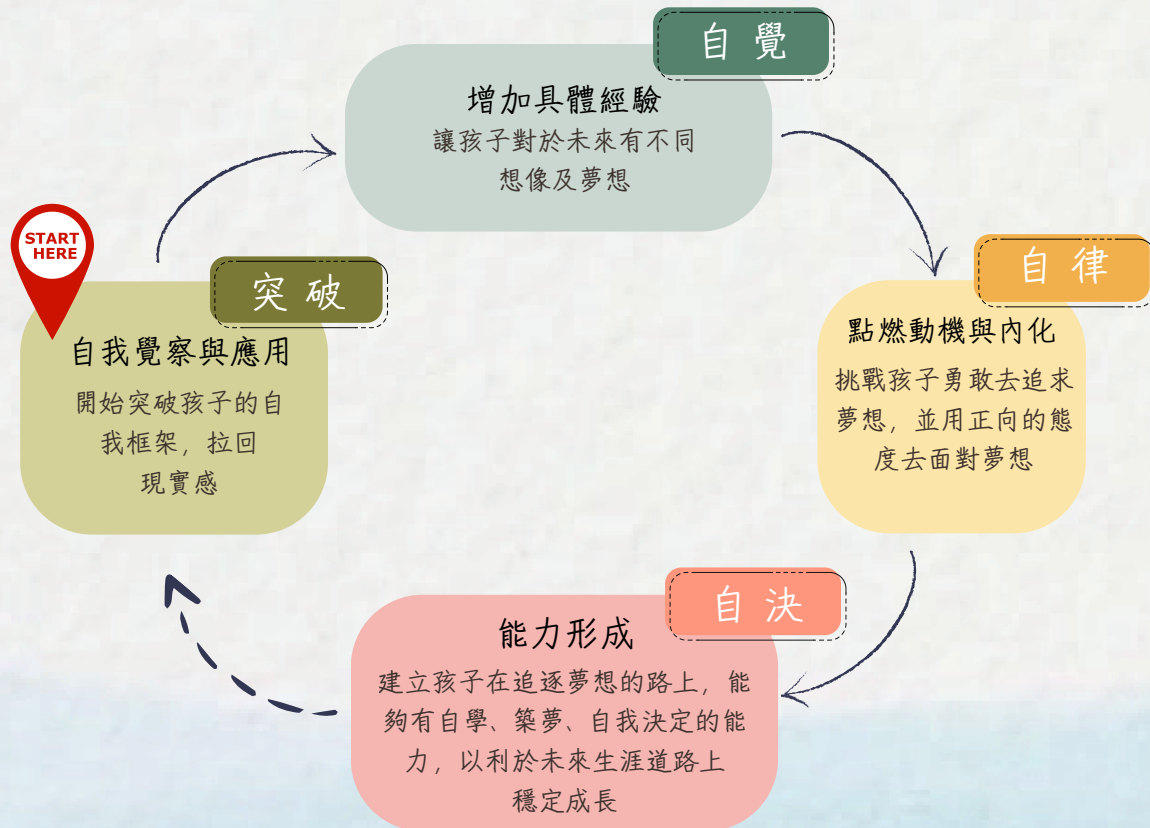 自覺
增加具體經驗
讓孩子對於未來有不同
想像及夢想
START
HERE
突破
自我覺察與應用
開始突破孩子的自
我框架，拉回
現實感
自律
點燃動機與內化
挑戰孩子勇敢去追求
夢想，並用正向的態
度去面對夢想
自決
能力形成
建立孩子在追逐夢想的路上，能
夠有自學、築夢、自我決定的能
力，以利於未來生涯道路上
穩定成長